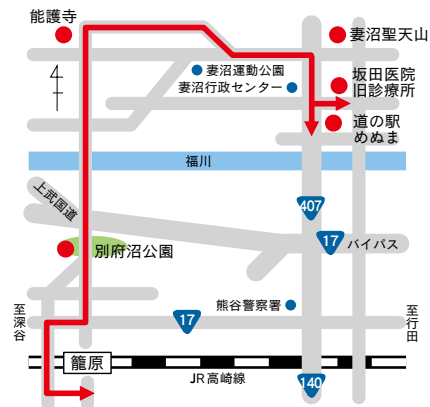 能護寺
妻沼聖天山
妻沼運動公園
妻沼行政センター
坂田医院
旧診療所
道の駅
めぬま
福川
上武国道
407
17
バイパス
別府沼公園
熊谷警察署
至深谷
17
至行田
籠原
JR高崎線
140